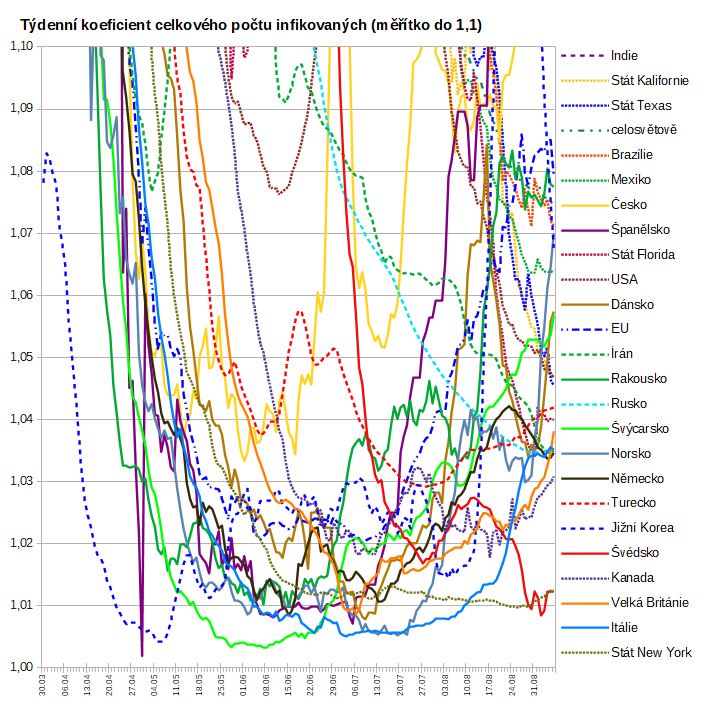 Týdenní koeficient celkového počtu infikovaných (měřítko do 1,1)
1,10
1,09
1,08
1,07
1,06
1,05
1,04
1,03
1,02
1,01
1,00
30.03
06.04
13.04
20.04
27.04
04.05
11.05
18.05
25.05
01.06
08.06
15.06
22.06
29.06
06.07
13.07
20.07
27.07
03.08
10.08
17.08
24.08
31.08
Indie
Stát Kalifornie
Stát Texas
celosvětově
Brazílie
Mexiko
Česko
Španělsko
Stát Florida
USA
Dánsko
EU
Írán
Rakousko
Rusko
Švýcarsko
Norsko
Německo
Turecko
Jižní Korea
Švédsko
Kanada
Velká Británie
Itálie
Stát New York